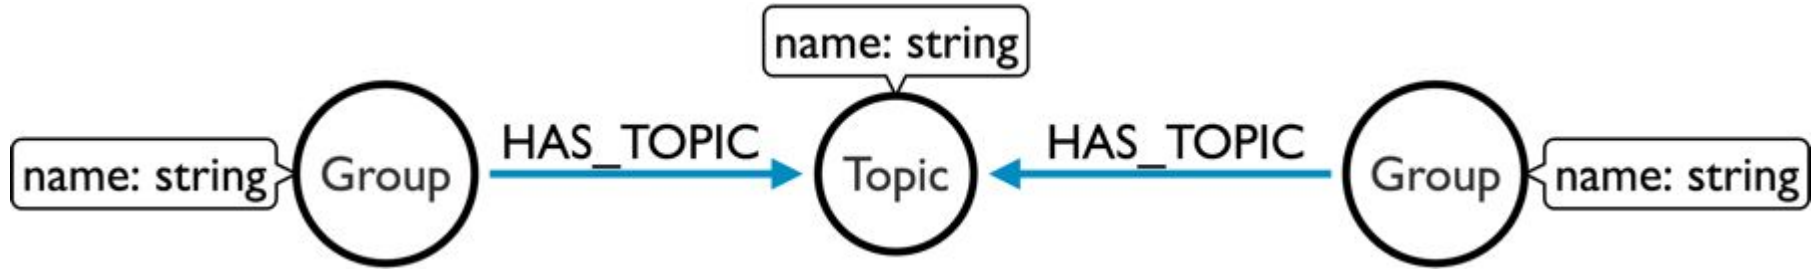 name: string
name: string
Group
HAS_TOPIC
Topic
HAS_TOPIC
Group
name: string